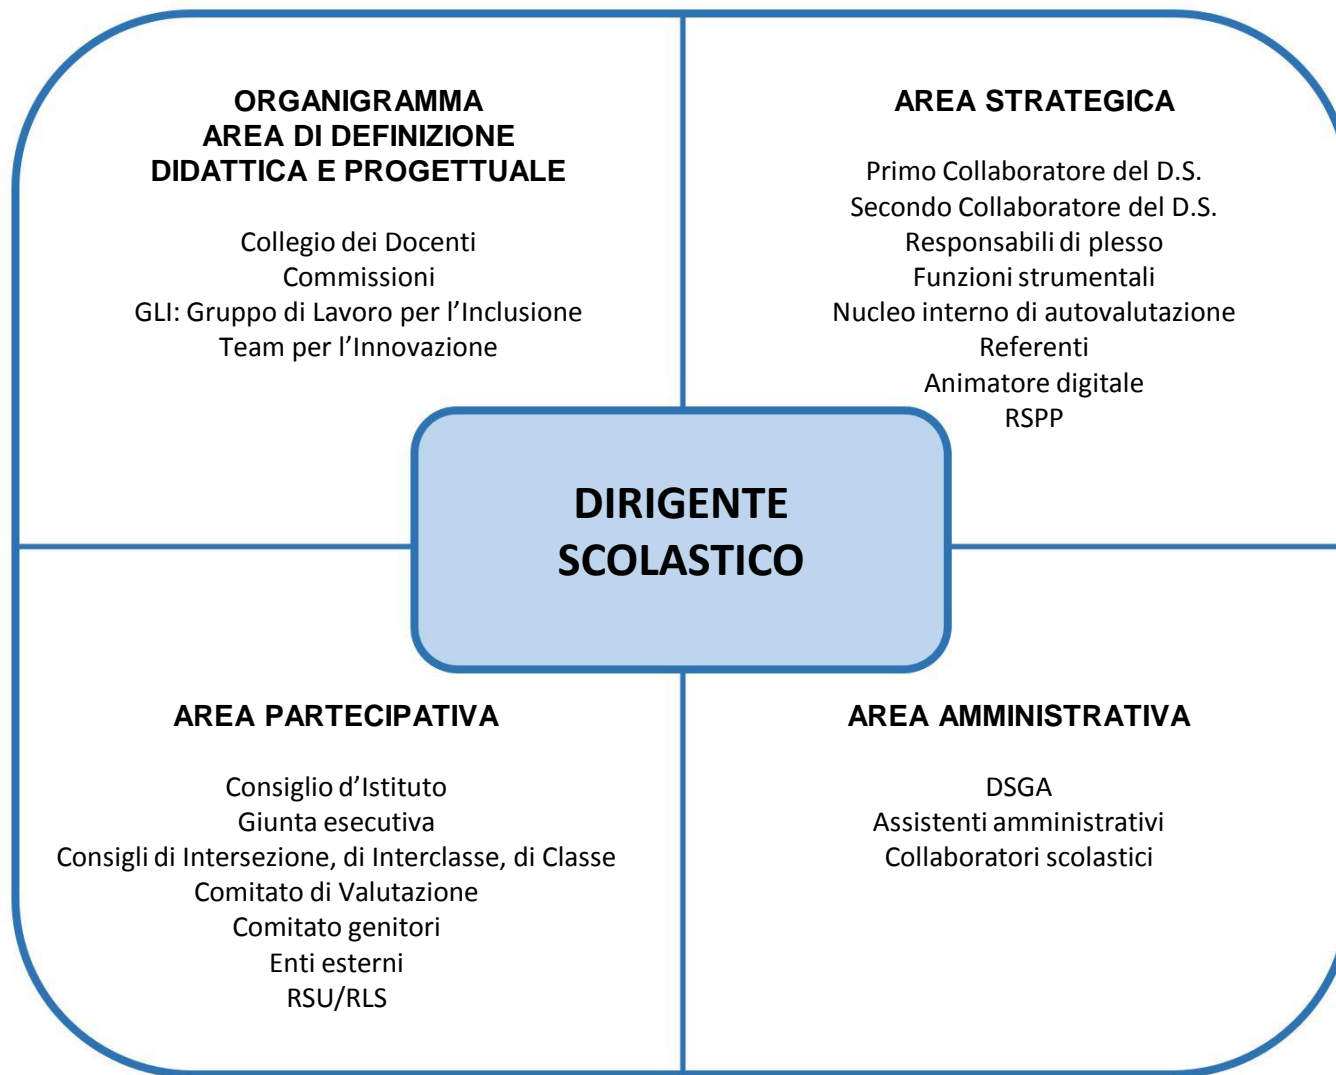 ORGANIGRAMMA
AREA DI DEFINIZIONE
DIDATTICA E PROGETTUALE
Collegio dei Docenti
Commissioni
GLI: Gruppo di Lavoro per l’Inclusione
Team per l’Innovazione
AREA STRATEGICA
Primo Collaboratore del D.S.
Secondo Collaboratore del D.S.
Responsabili di plesso
Funzioni strumentali
Nucleo interno di autovalutazione
Referenti
Animatore digitale
RSPP
DIRIGENTE
SCOLASTICO
AREA PARTECIPATIVA
Consiglio d’Istituto
Giunta esecutiva
Consigli di Intersezione, di Interclasse, di Classe
Comitato di Valutazione
Comitato genitori
Enti esterni
RSU/RLS
AREA AMMINISTRATIVA
DSGA
Assistenti amministrativi
Collaboratori scolastici